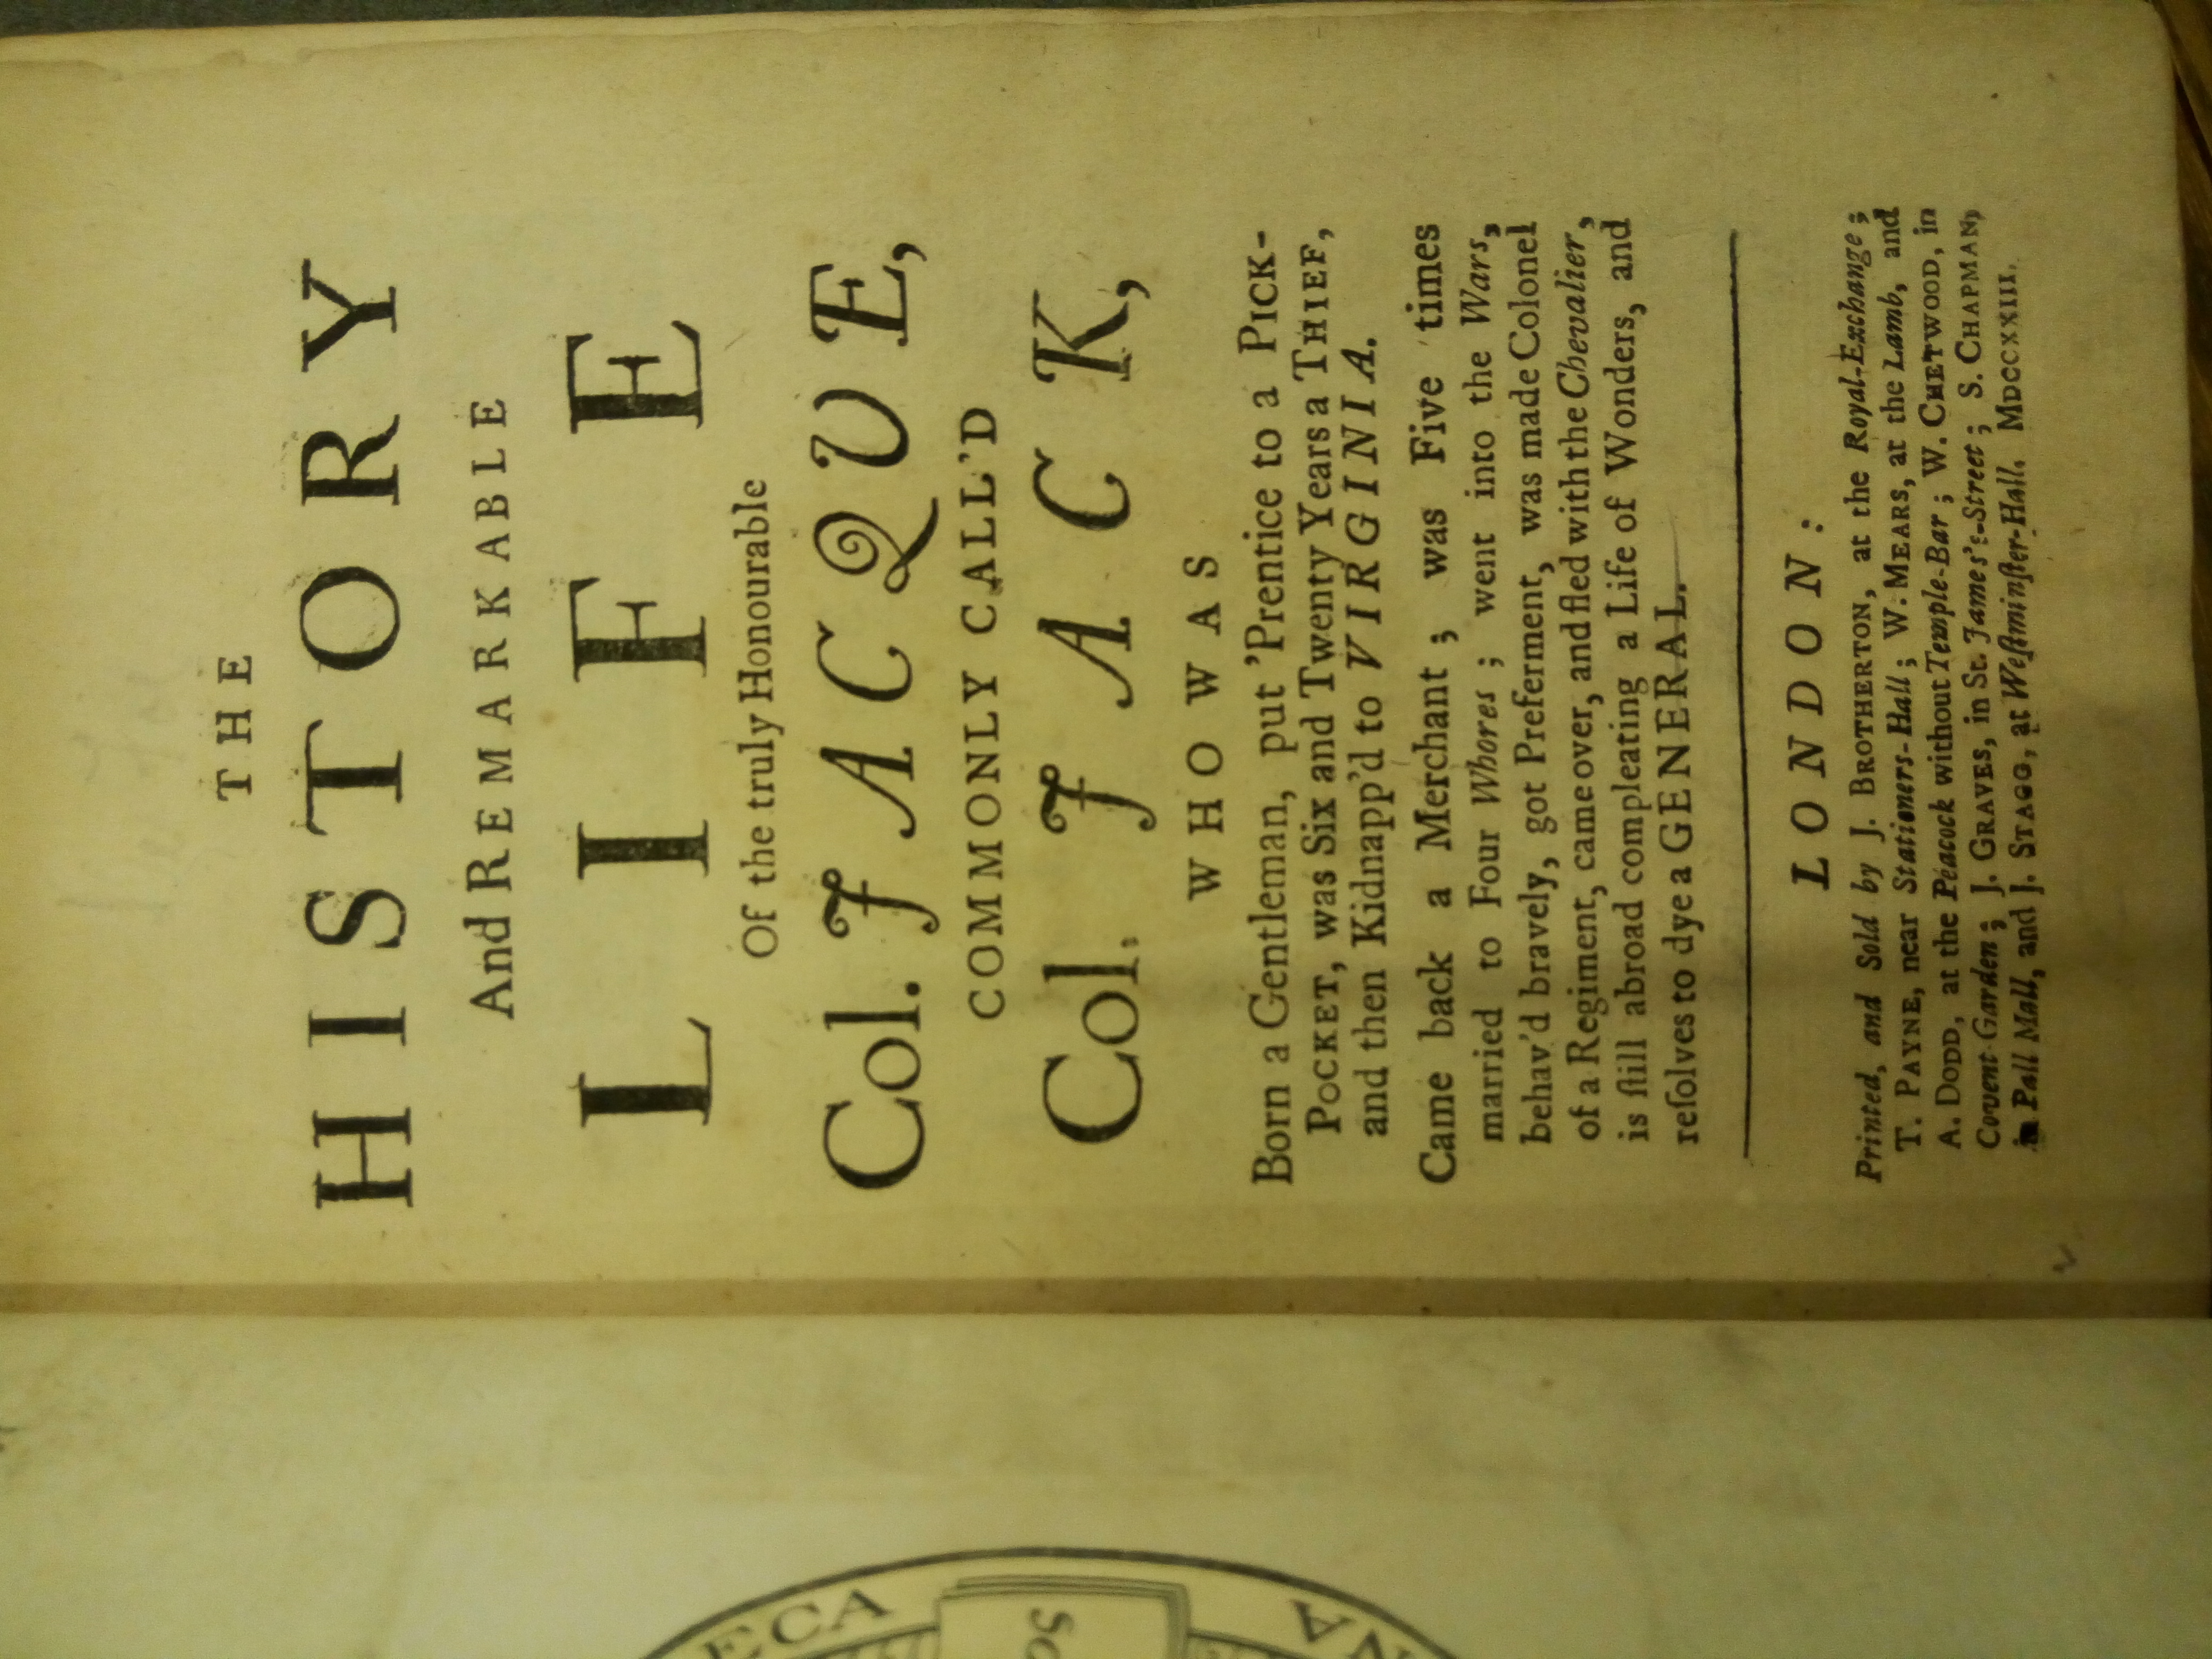 THE
HISTORY
And REMARKABLE
LIFE
Of the truly Honourable
Col. JACQUE,
COMMONLY CALL'D
Col. JACK,
WHO WAS
Born a Gentleman, put 'Prentice to a PICK-
POCKET, was Six and Twenty Years a THIEF,
and then Kidnapp'd to VIRGINIA.
Came back a Merchant; was Five times
married to Four Whores; went into the Wars,
behav'd bravely, got Preferment, was made Colonel
of a Regiment, came over, and fled with the Chevalier,
is ſtill abroad compleating a Life of Wonders, and
reſolves to dye a GENERAL.
LONDON:
Printed, and Sold by J. BROTHERTON, at the Royal-Exchange;
T. PAYNE, near Stationers-Hall; W. MEARS, at the Lamb, and
A. DODD, at the Peacock without Temple-Bar; W. CHETWOOD, in
Covent-Garden; J. GRAVES, in St. James's-Street; S. CHAPMAN,
in Pall Mall, and J. STAGG, at Weſtminſter-Hall. MDCCXXIII.
ECA
SO
NA